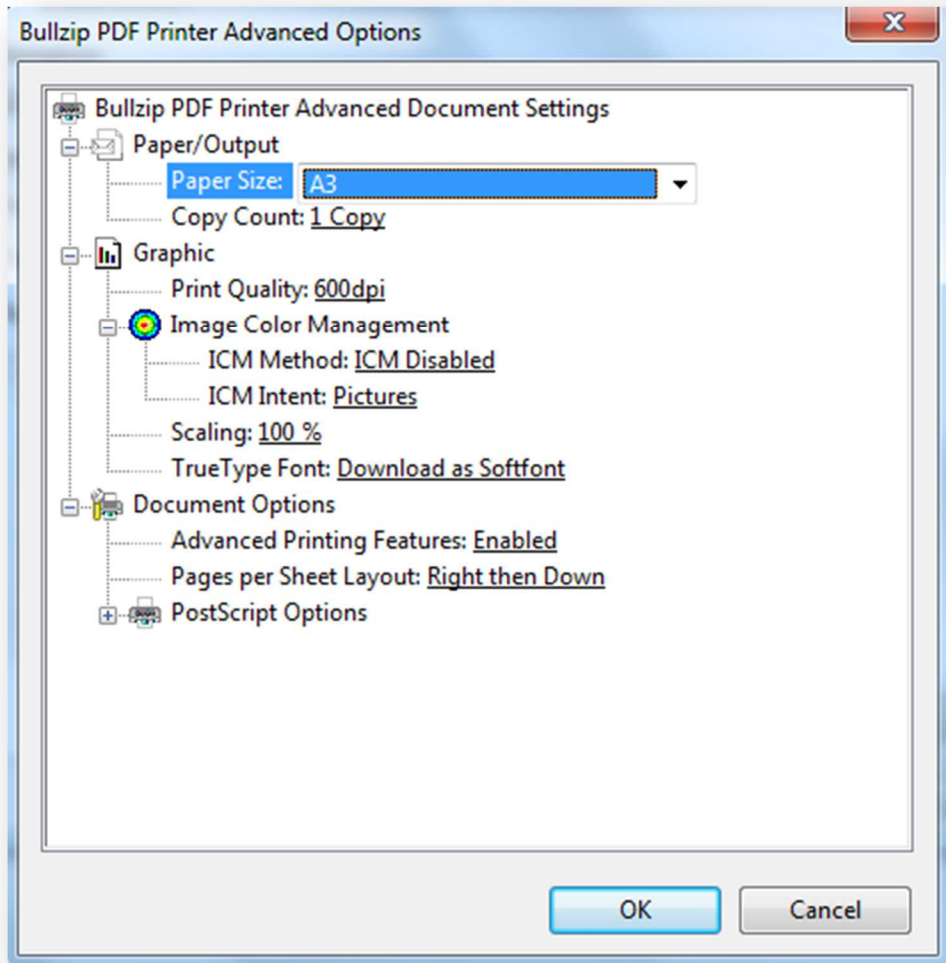 Bullzip PDF Printer Advanced Options
Bullzip PDF Printer Advanced Document Settings
Paper/Output
Paper Size: A3
Copy Count: 1 Copy
Graphic
Print Quality: 600dpi
Image Color Management
ICM Method: ICM Disabled
ICM Intent: Pictures
Scaling: 100 %
TrueType Font: Download as Softfont
Document Options
Advanced Printing Features: Enabled
Pages per Sheet Layout: Right then Down
PostScript Options
OK Cancel